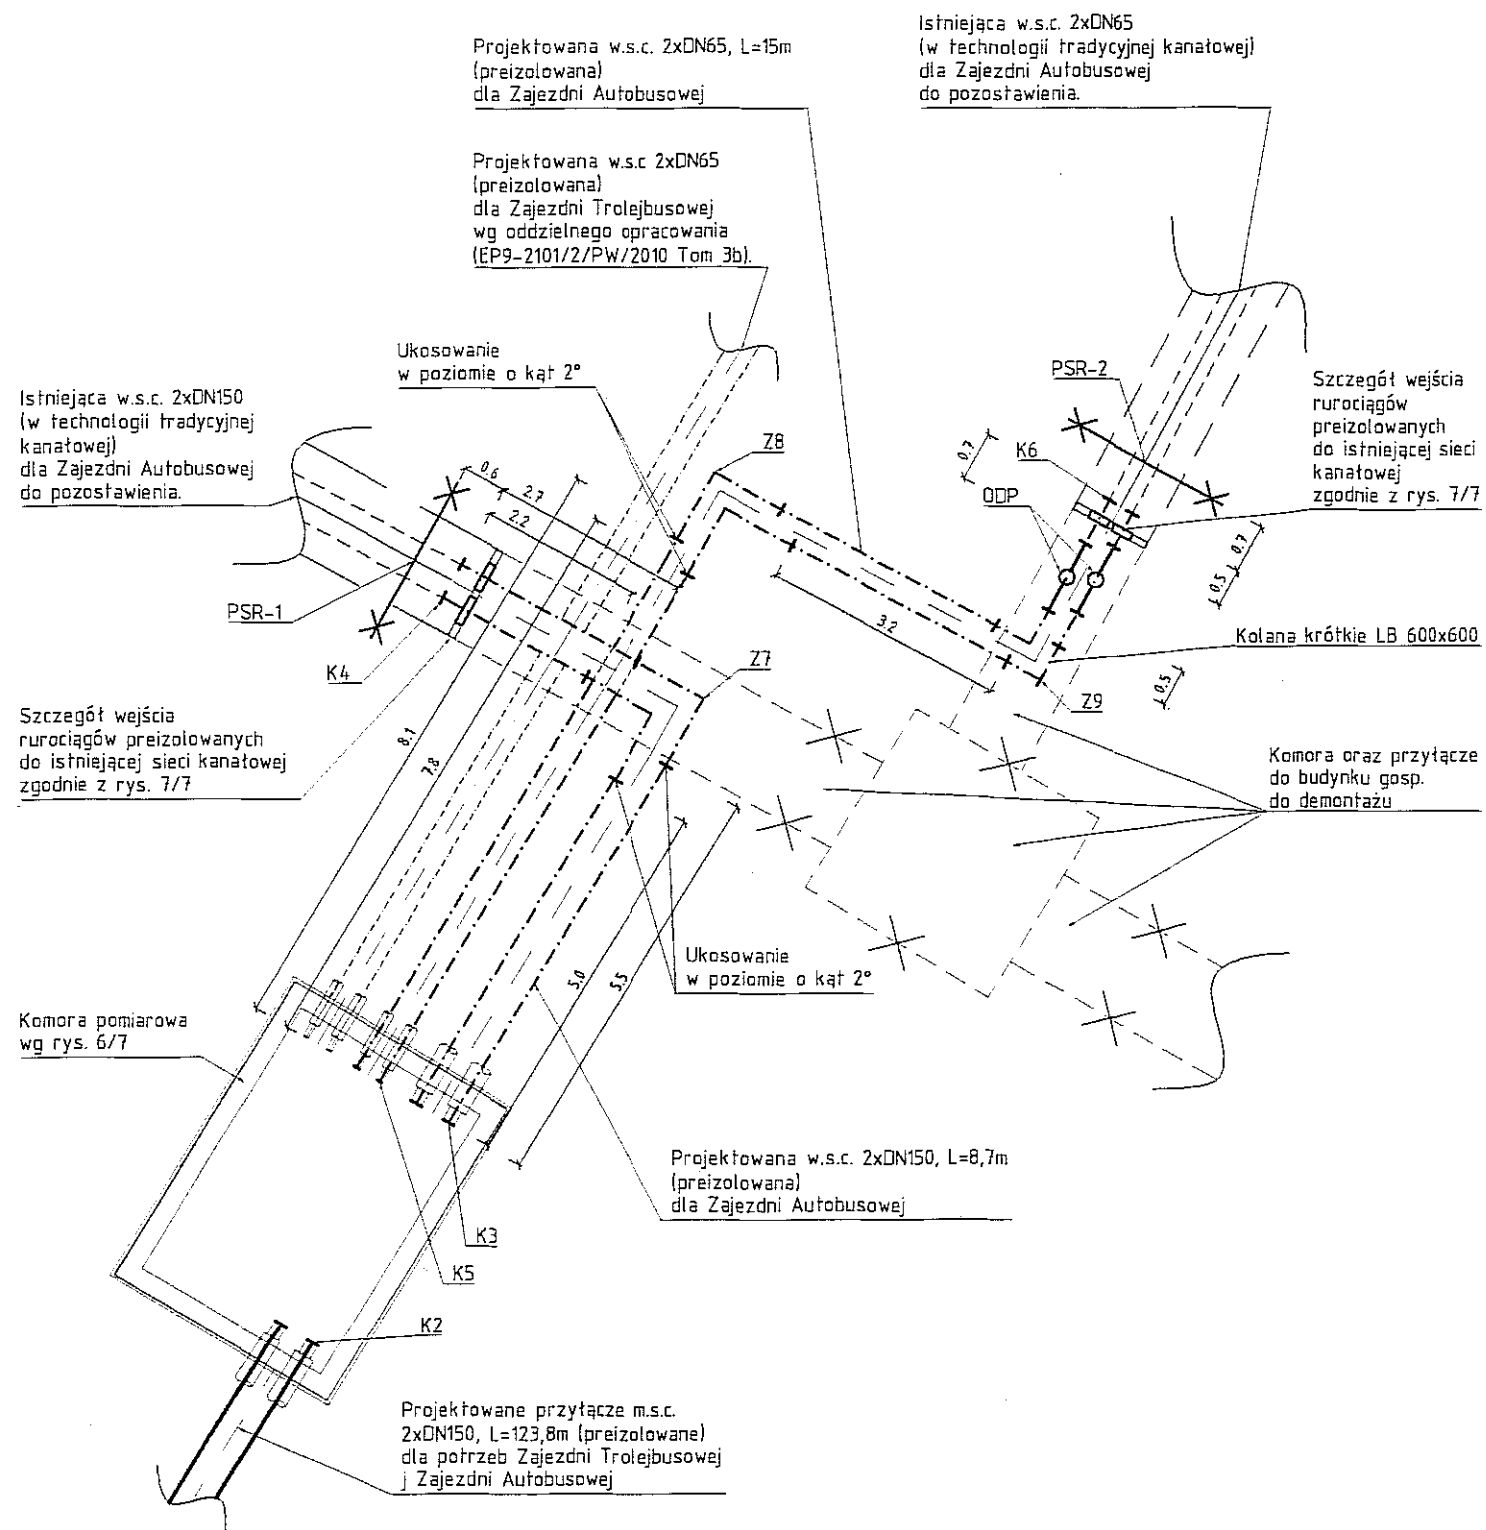 Istniejąca w.s.c. 2xDN65
(w technologii tradycyjnej kanałowej)
dla Zajezdni Autobusowej
do pozostawienia.
Projektowana w.s.c. 2xDN65, L=15m
(preizolowana)
dla Zajezdni Autobusowej
Projektowana w.s.c 2xDN65
(preizolowana)
dla Zajezdni Trolejbusowej
wg oddzielnego opracowania
(EP9-2101/2/PW/2010 Tom 3b).
Ukosowanie
w poziomie o kąt 2°
Istniejąca w.s.c. 2xDN150
(w technologii tradycyjnej
kanałowej)
dla Zajezdni Autobusowej
do pozostawienia.
PSR-2
Szczegół wejścia
rurociągów
preizolowanych
do istniejącej sieci
kanałowej
zgodnie z rys. 7/7
Z8
K6
0.7
ODP
0.6
2.7
2.2
0.7
0.5
PSR-1
3.2
Kolana krótkie LB 600x600
K4
Z7
Z9
0.5
Szczegół wejścia
rurociągów preizolowanych
do istniejącej sieci kanałowej
zgodnie z rys. 7/7
8.1
7.8
Komora oraz przyłącze
do budynku gosp.
do demontażu
Ukosowanie
w poziomie o kąt 2°
5.0
5.5
Komora pomiarowa
wg rys. 6/7
Projektowana w.s.c. 2xDN150, L=8,7m
(preizolowana)
dla Zajezdni Autobusowej
K3
K5
K2
Projektowane przyłącze m.s.c.
2xDN150, L=123,8m (preizolowane)
dla potrzeb Zajezdni Trolejbusowej
j Zajezdni Autobusowej